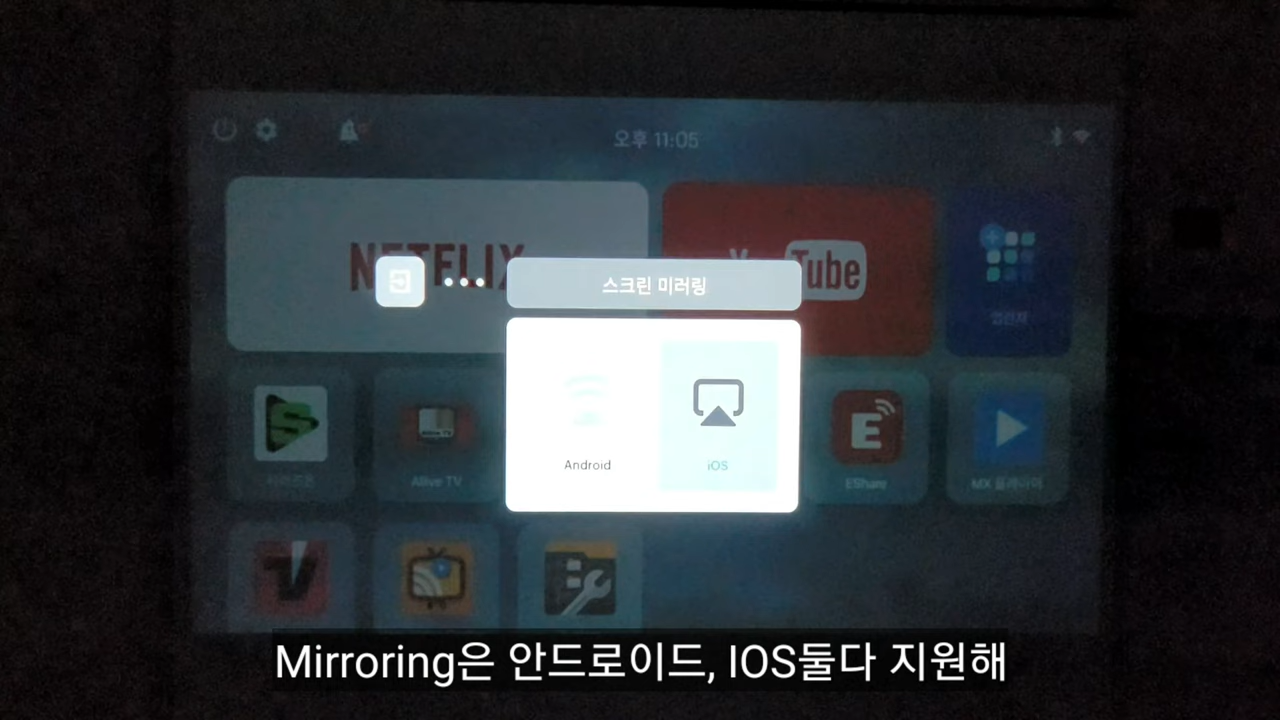 오후 11:05
NETFLIX
Tube
스크린 미러링
Android
iOS
Allive TV
EShare
MX 플레이어
Mirroring은 안드로이드, IOS둘다 지원해